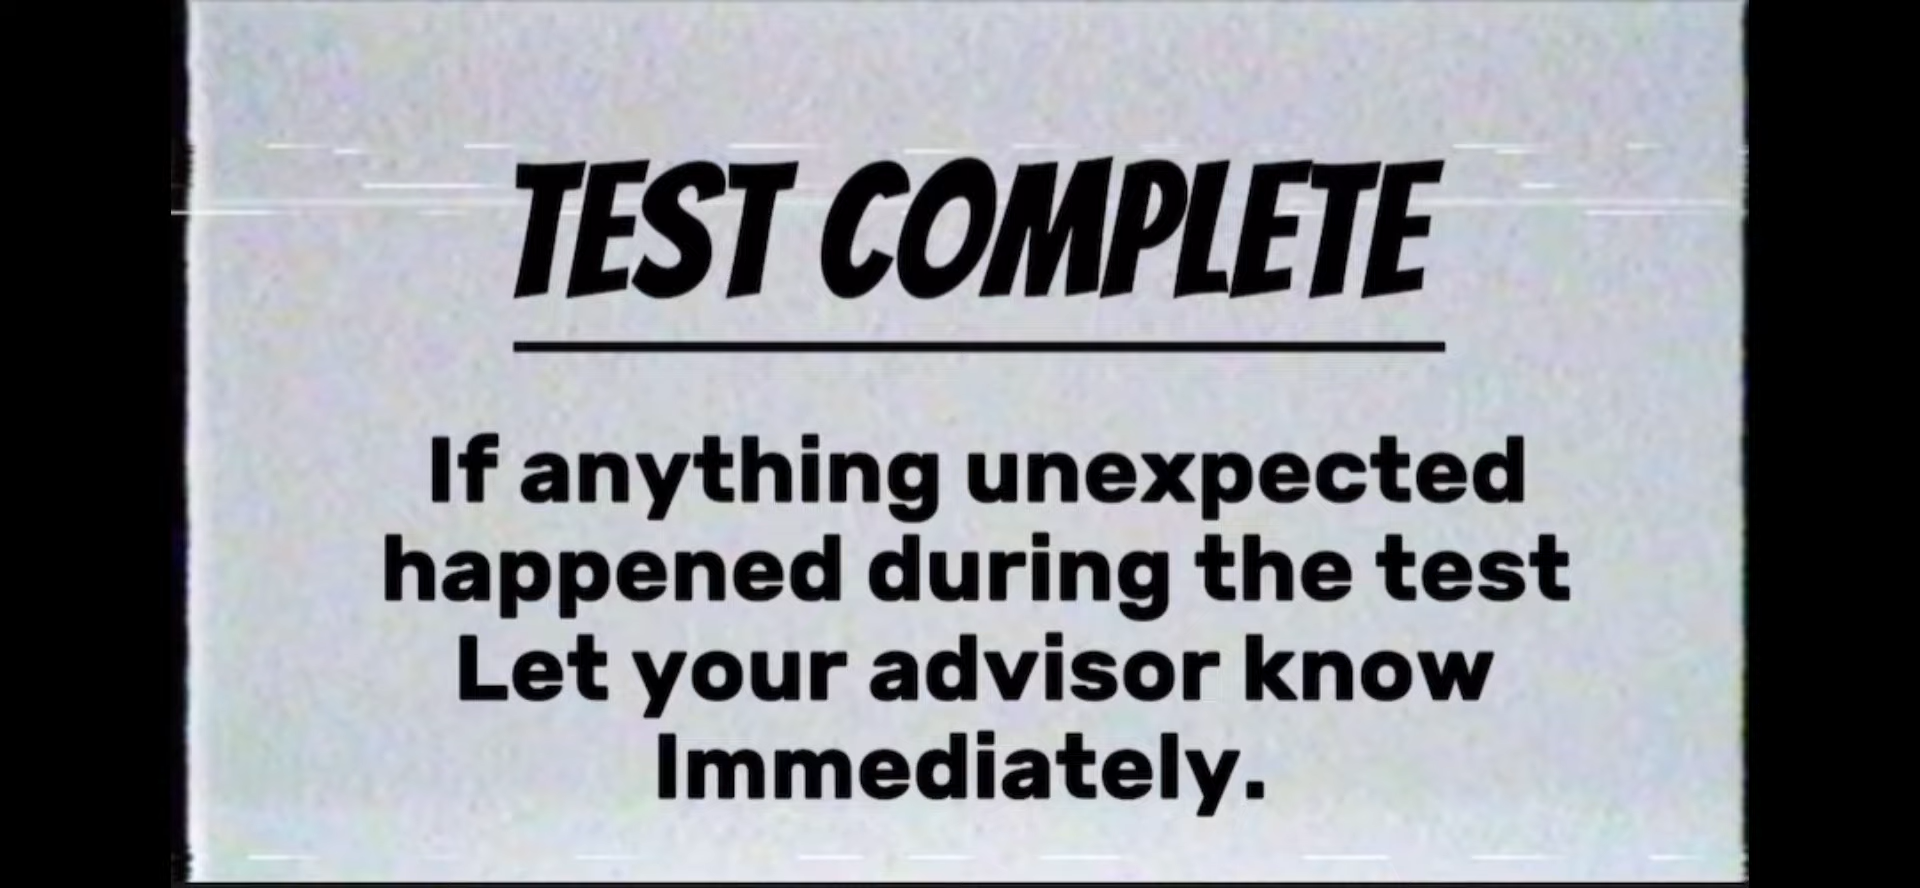 TEST COMPLETE
If anything unexpected
happened during the test
Let your advisor know
Immediately.